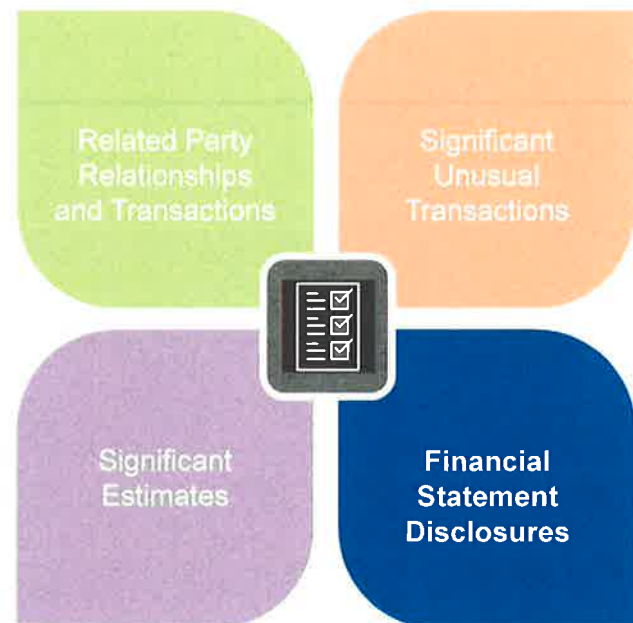 Related Party
Relationships
and Transactions
Significant
Unusual
Transactions
Significant
Estimates
Financial
Statement
Disclosures